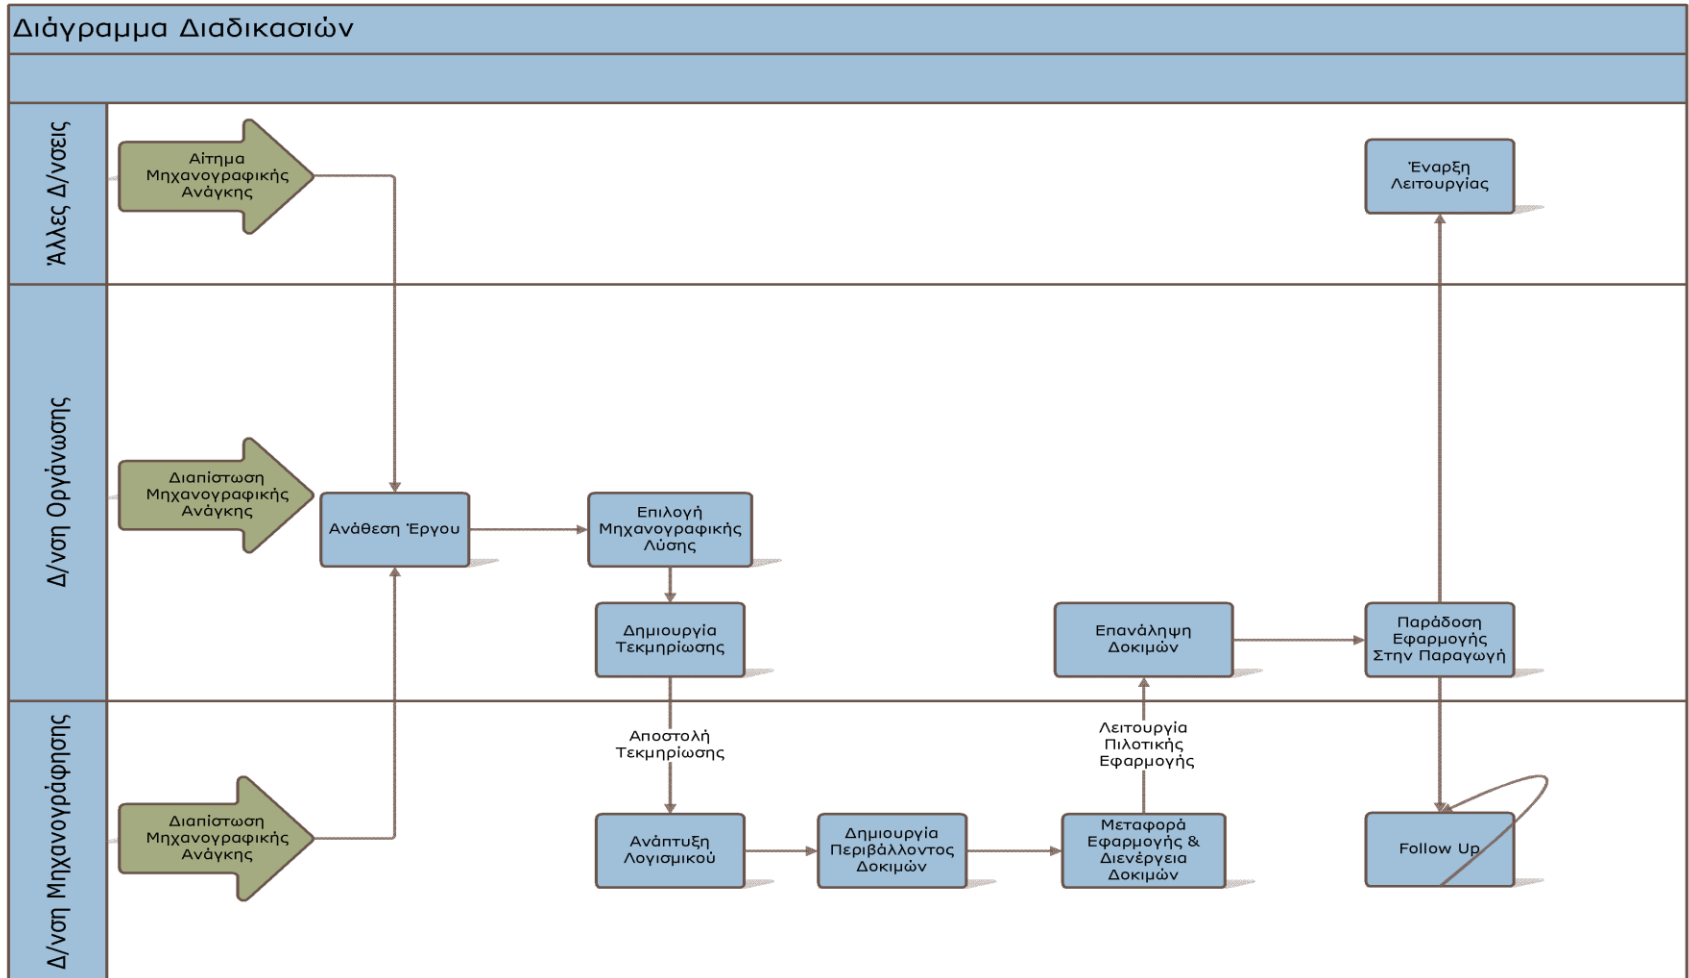 Διάγραμμα Διαδικασιών
Άλλες Δ/νσεις
Αίτημα
Μηχανογραφικής
Ανάγκης
Έναρξη
Λειτουργίας
Δ/νση Οργάνωσης
Διαπίστωση
Μηχανογραφικής
Ανάγκης
Ανάθεση Έργου
Επιλογή
Μηχανογραφικής
Λύσης
Δημιουργία
Τεκμηρίωσης
Επανάληψη
Δοκιμών
Παράδοση
Εφαρμογής
Στην Παραγωγή
Δ/νση Μηχανογράφησης
Αποστολή
Τεκμηρίωσης
Λειτουργία
Πιλοτικής
Εφαρμογής
Διαπίστωση
Μηχανογραφικής
Ανάγκης
Ανάπτυξη
Λογισμικού
Δημιουργία
Περιβάλλοντος
Δοκιμών
Μεταφορά
Εφαρμογής &
Διενέργεια
Δοκιμών
Follow Up